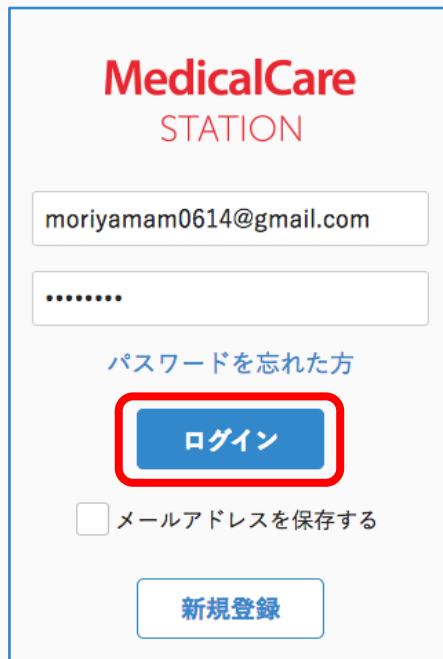 MedicalCare
STATION
moriyamam0614@gmail.com
••••••••
パスワードを忘れた方
ログイン
メールアドレスを保存する
新規登録